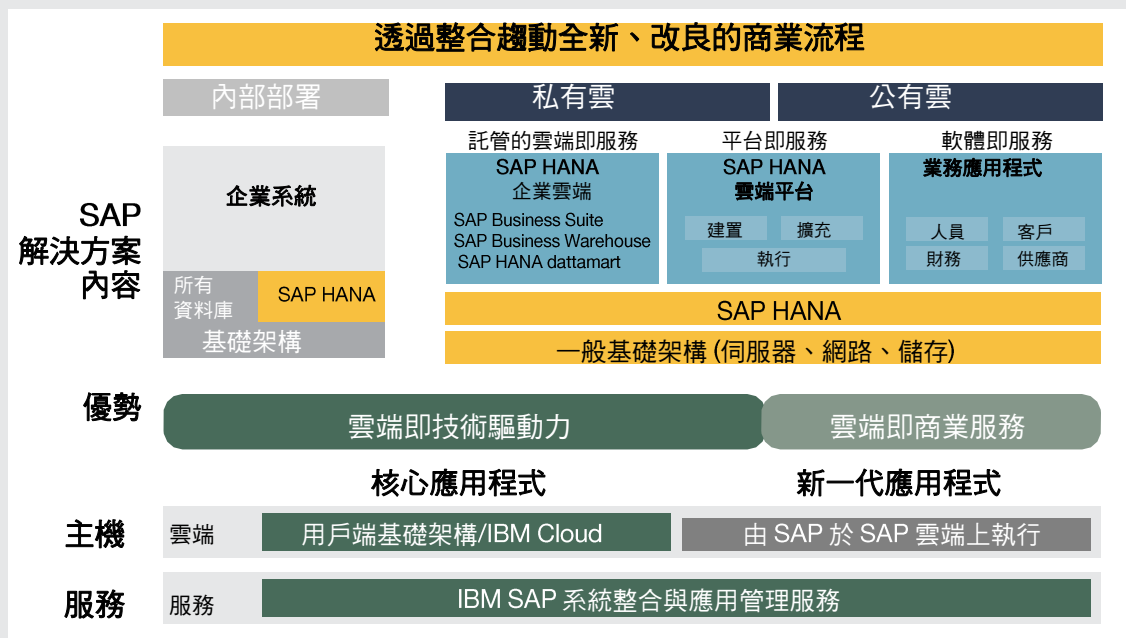 透過整合趨動全新、改良的商業流程
內部部署
私有雲
公有雲
託管的雲端即服務
平台即服務
軟體即服務
企業系統
所有
資料庫
SAP HANA
基礎架構
SAP HANA
企業雲端
SAP Business Suite
SAP Business Warehouse
SAP HANA dattamart
SAP HANA
雲端平台
建置
擴充
執行
業務應用程式
人員
客戶
財務
供應商
SAP
解決方案
內容
SAP HANA
一般基礎架構 (伺服器、網路、儲存)
優勢
雲端即技術驅動力
雲端即商業服務
核心應用程式
新一代應用程式
主機
雲端
用戶端基礎架構/IBM Cloud
由 SAP 於 SAP 雲端上執行
服務
服務
IBM SAP 系統整合與應用管理服務